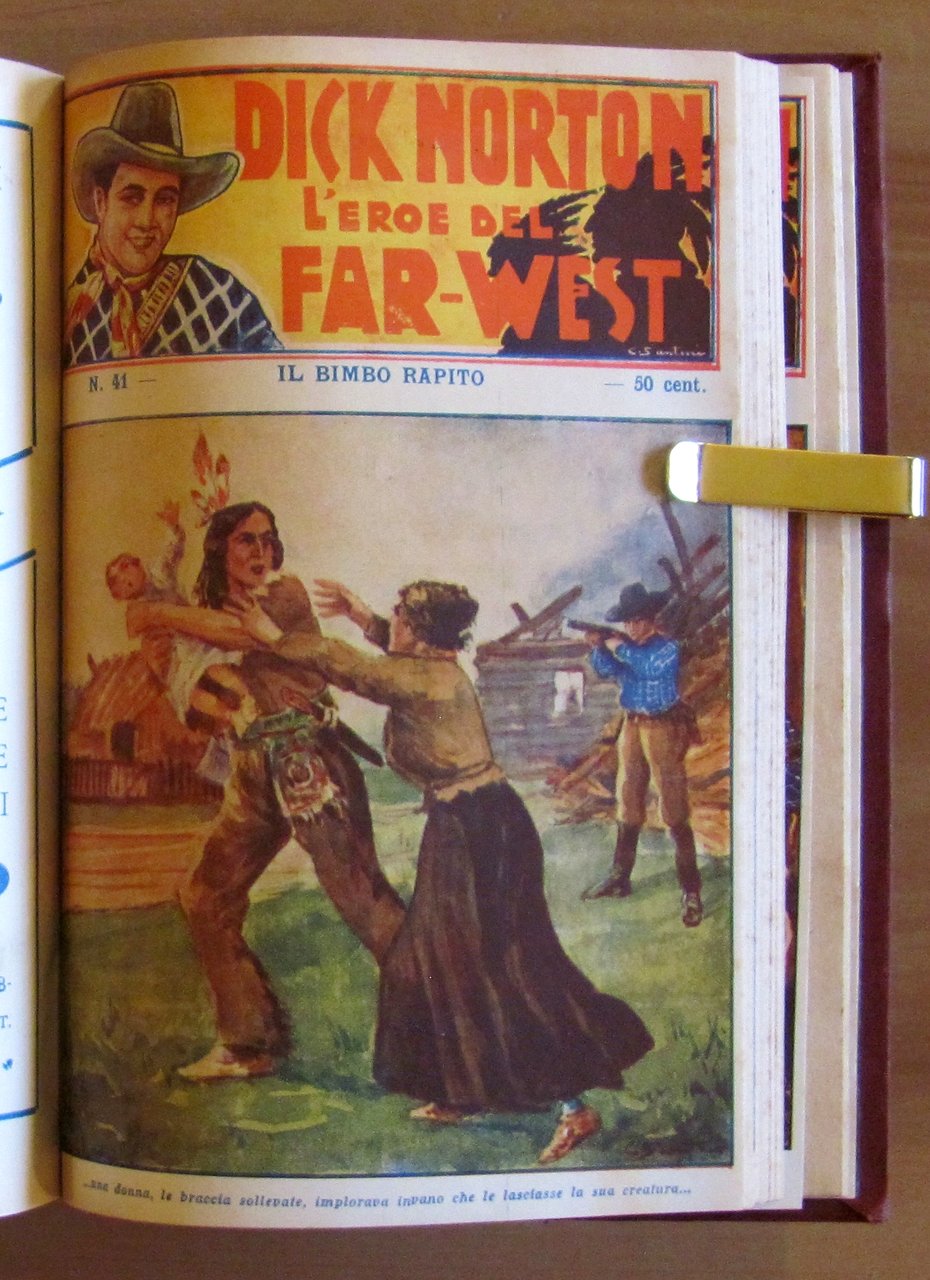 DICK NORTON
L'EROE DEL
FAR-WEST
N. 41 — IL BIMBO RAPITO — 50 cent.
...una donna, le braccia sollevate, implorava invano che le lasciasse la sua creatura...
E
E
I
B-
T.